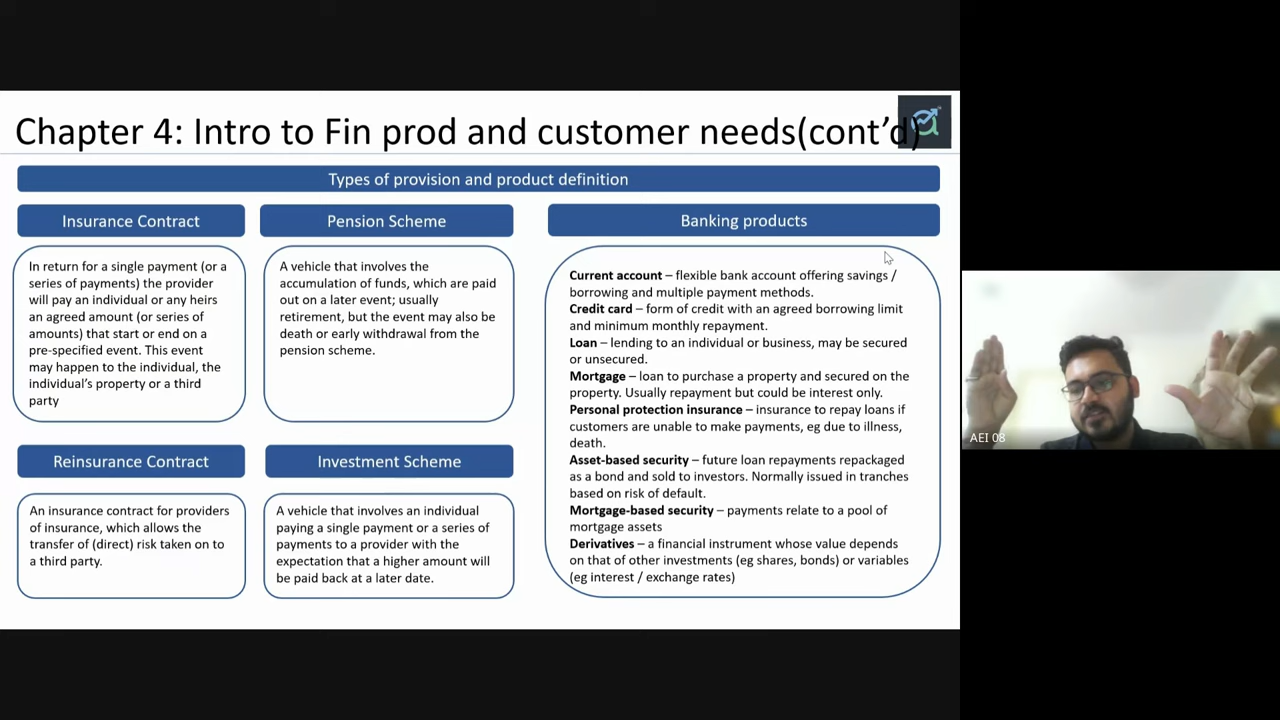 Chapter 4: Intro to Fin prod and customer needs(cont'd)
Types of provision and product definition
Insurance Contract
In return for a single payment (or a
series of payments) the provider
will pay an individual or any heirs
an agreed amount (or series of
amounts) that start or end on a
pre-specified event. This event
may happen to the individual, the
individual's property or a third
party
Pension Scheme
A vehicle that involves the
accumulation of funds, which are paid
out on a later event; usually
retirement, but the event may also be
death or early withdrawal from the
pension scheme.
Reinsurance Contract
An insurance contract for providers
of insurance, which allows the
transfer of (direct) risk taken on to
a third party.
Investment Scheme
A vehicle that involves an individual
paying a single payment or a series of
payments to a provider with the
expectation that a higher amount will
be paid back at a later date.
Banking products
Current account – flexible bank account offering savings /
borrowing and multiple payment methods.
Credit card – form of credit with an agreed borrowing limit
and minimum monthly repayment.
Loan – lending to an individual or business, may be secured
or unsecured.
Mortgage – loan to purchase a property and secured on the
property. Usually repayment but could be interest only.
Personal protection insurance – insurance to repay loans if
customers are unable to make payments, eg due to illness,
death.
Asset-based security – future loan repayments repackaged
as a bond and sold to investors. Normally issued in tranches
based on risk of default.
Mortgage-based security – payments relate to a pool of
mortgage assets
Derivatives – a financial instrument whose value depends
on that of other investments (eg shares, bonds) or variables
(eg interest / exchange rates)
AEI 08